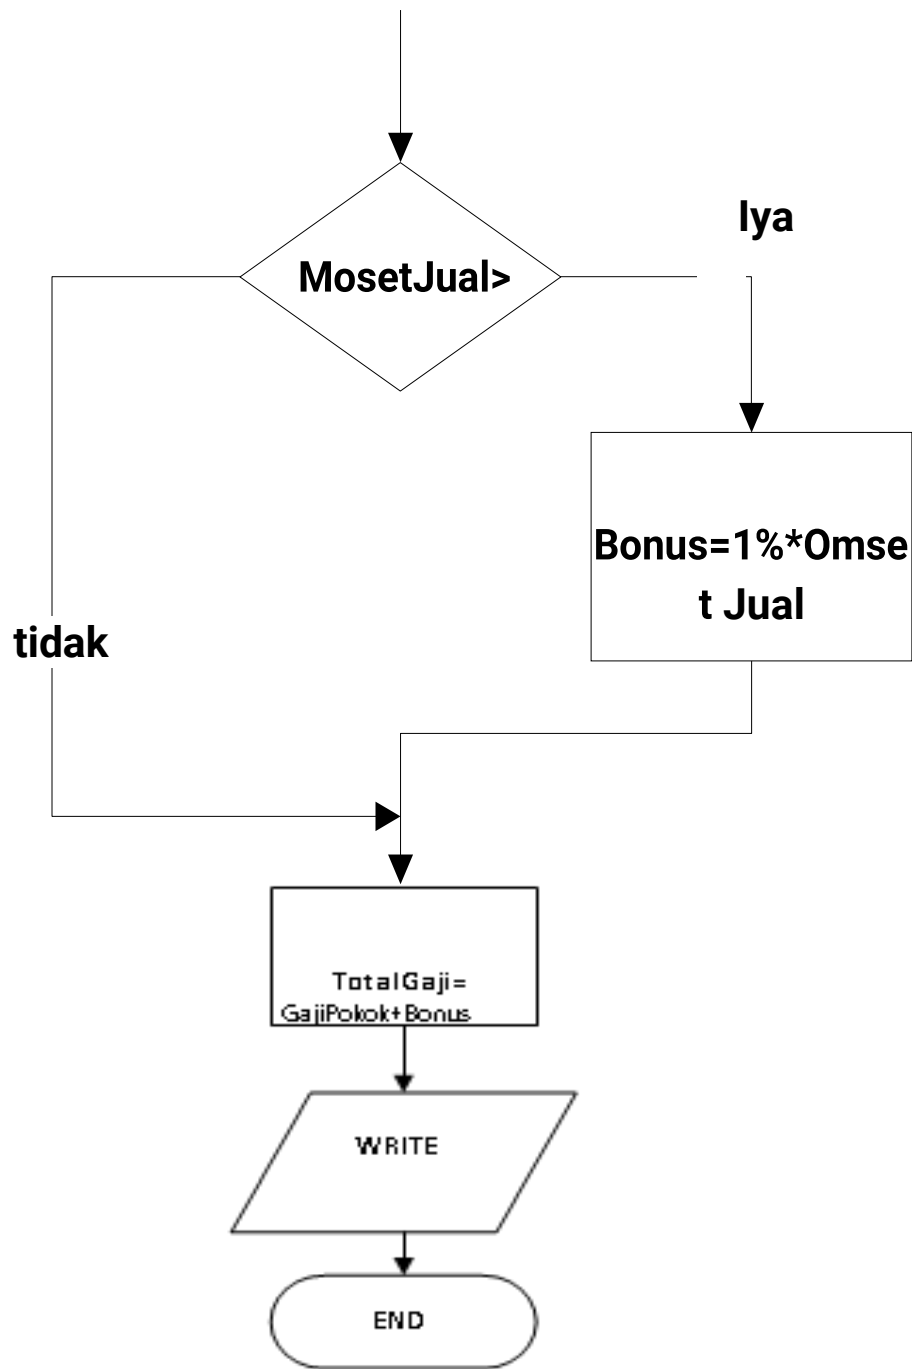 Iya
MosetJual>
Bonus=1%*Omse
t Jual
tidak
TotalGaji=
GajiPokok+Bonus
WRITE
END